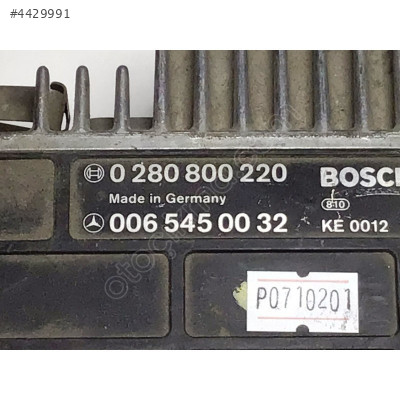 #4429991
0 280 800 220 BOSCH
Made in Germany 810
006 545 00 32 KE 0012
P0710201